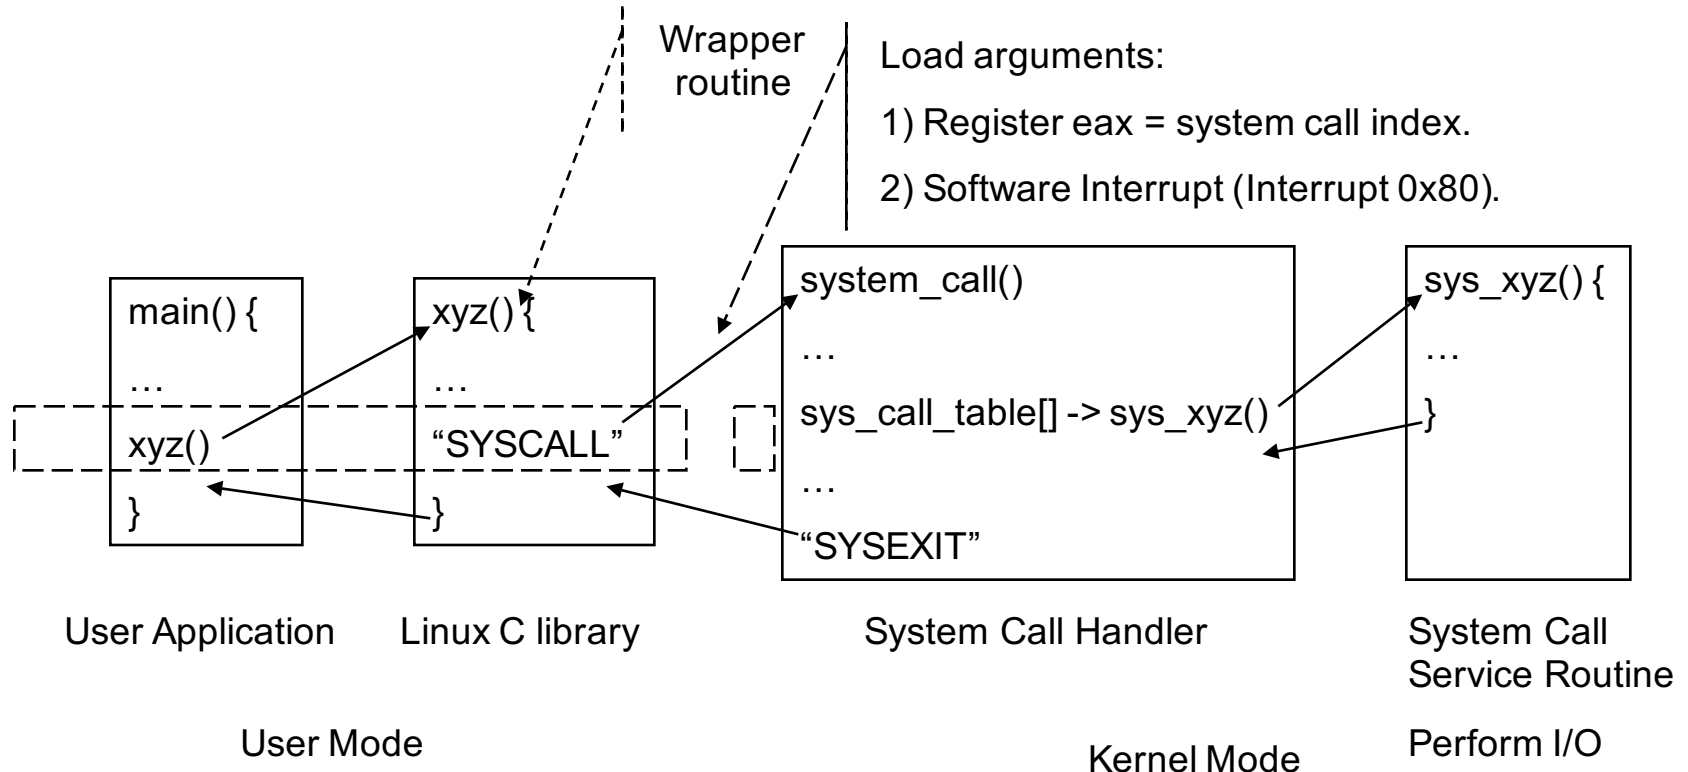 Wrapper
routine
Load arguments:
1) Register eax = system call index.
2) Software Interrupt (Interrupt 0x80).
main() {
…
xyz()
}
xyz() {
…
“SYSCALL”
}
system_call()
…
sys_call_table[] -> sys_xyz()
…
“SYSEXIT”
sys_xyz() {
…
}
User Application
Linux C library
System Call Handler
System Call
Service Routine
User Mode
Kernel Mode
Perform I/O